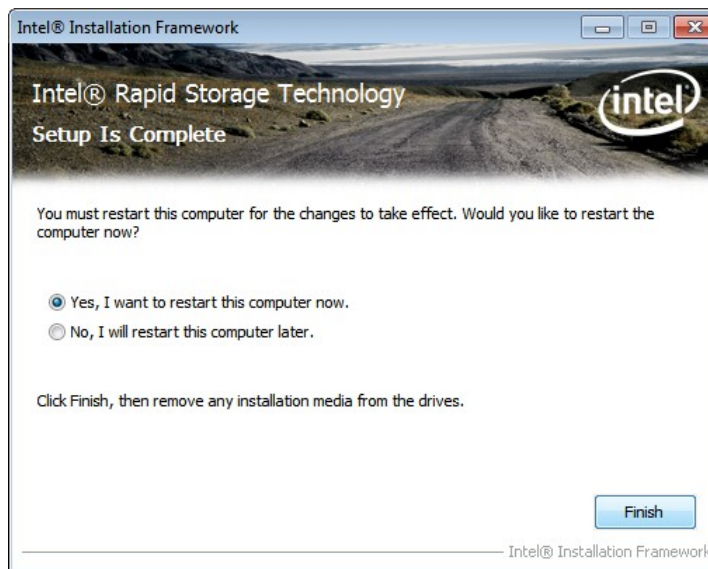 Intel® Installation Framework
Intel® Rapid Storage Technology
intel
Setup Is Complete
You must restart this computer for the changes to take effect. Would you like to restart the
computer now?
Yes, I want to restart this computer now.
No, I will restart this computer later.
Click Finish, then remove any installation media from the drives.
Finish
Intel® Installation Framework